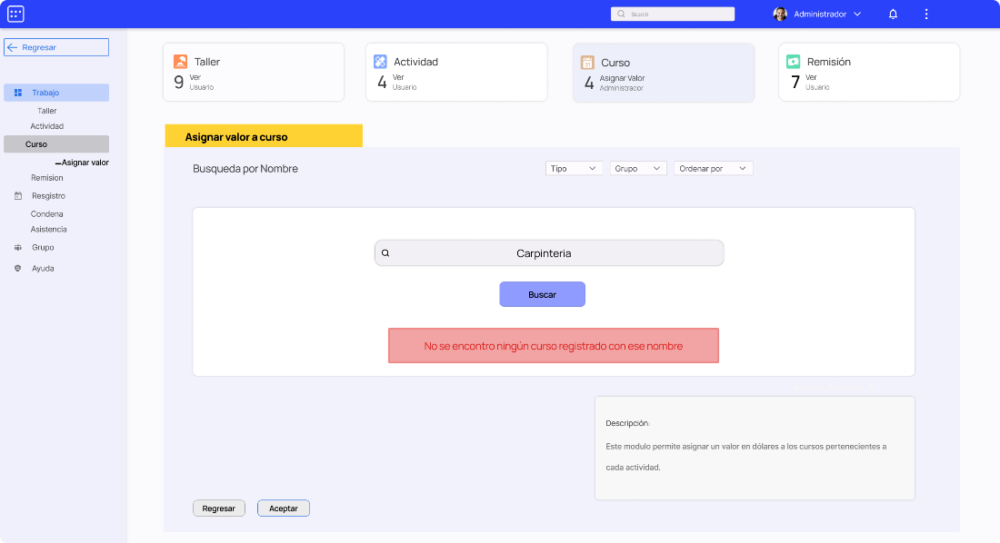 Search
Administrador
Regresar
Trabajo
Taller
Actividad
Curso
Asignar valor
Remision
Resgistro
Condena
Asistencia
Grupo
Ayuda
Taller
9 Ver
Usuario
Actividad
4 Ver
Usuario
31
Curso
4 Asignar Valor
Administrador
Remisión
7 Ver
Usuario
Asignar valor a curso
Busqueda por Nombre
Tipo
Grupo
Ordenar por
Carpinteria
Buscar
No se encontro ningún curso registrado con ese nombre
Descripción:
Este modulo permite asignar un valor en dólares a los cursos pertenecientes a
cada actividad.
Regresar
Aceptar